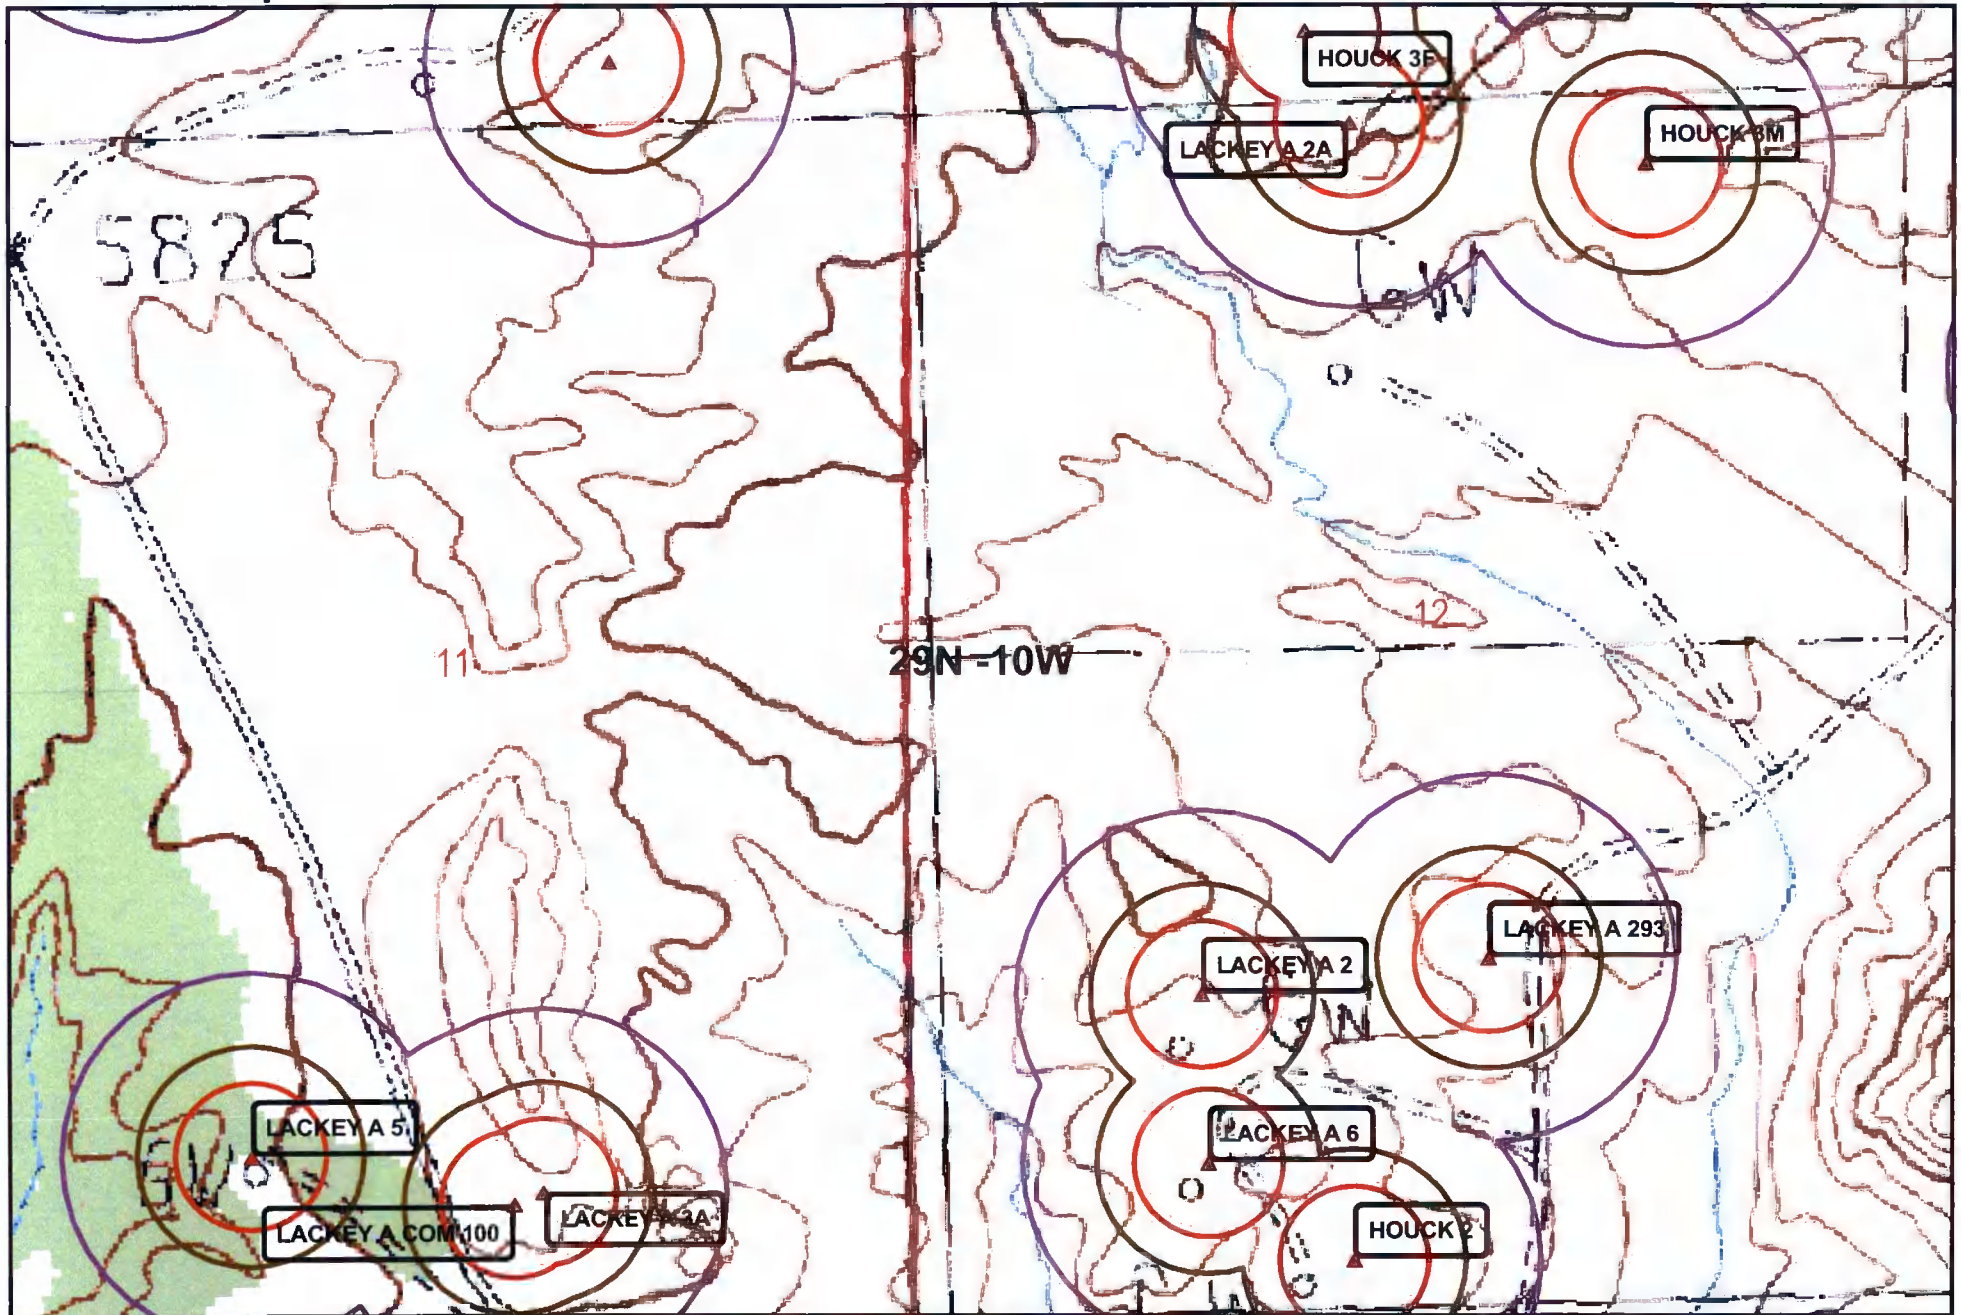 HOUCK 3F
HOUCK 3M
LACKEY A 2A
5825
12
11
29N -10W
LACKEY A 293
LACKEY A 2
LACKEY A 5
LACKEY A 6
LACKEY A 3A
LACKEY A COM 100
HOUCK 2